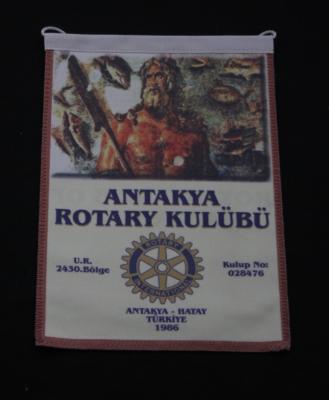 ANTAKYA
ROTARY KULÜBÜ
U.R.
2430.Bölge
Kulup No:
028476
ROTARY
INTERNATIONAL
ANTAKYA - HATAY
TÜRKİYE
1986